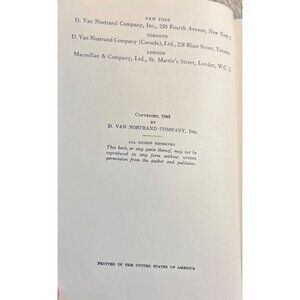 NEW YORK
D. Van Nostrand Company, Inc., 250 Fourth Avenue, New York 3
TORONTO
D. Van Nostrand Company (Canada), Ltd., 228 Bloor Street, Toronto
LONDON
Macmillan & Company, Ltd., St. Martin's Street, London, W.C. 2
COPYRIGHT, 1943
BY
D. VAN NOSTRAND COMPANY, Inc.
ALL RIGHTS RESERVED
This book, or any parts thereof, may not be
reproduced in any form without written
permission from the author and publisher.
PRINTED IN THE UNITED STATES OF AMERICA